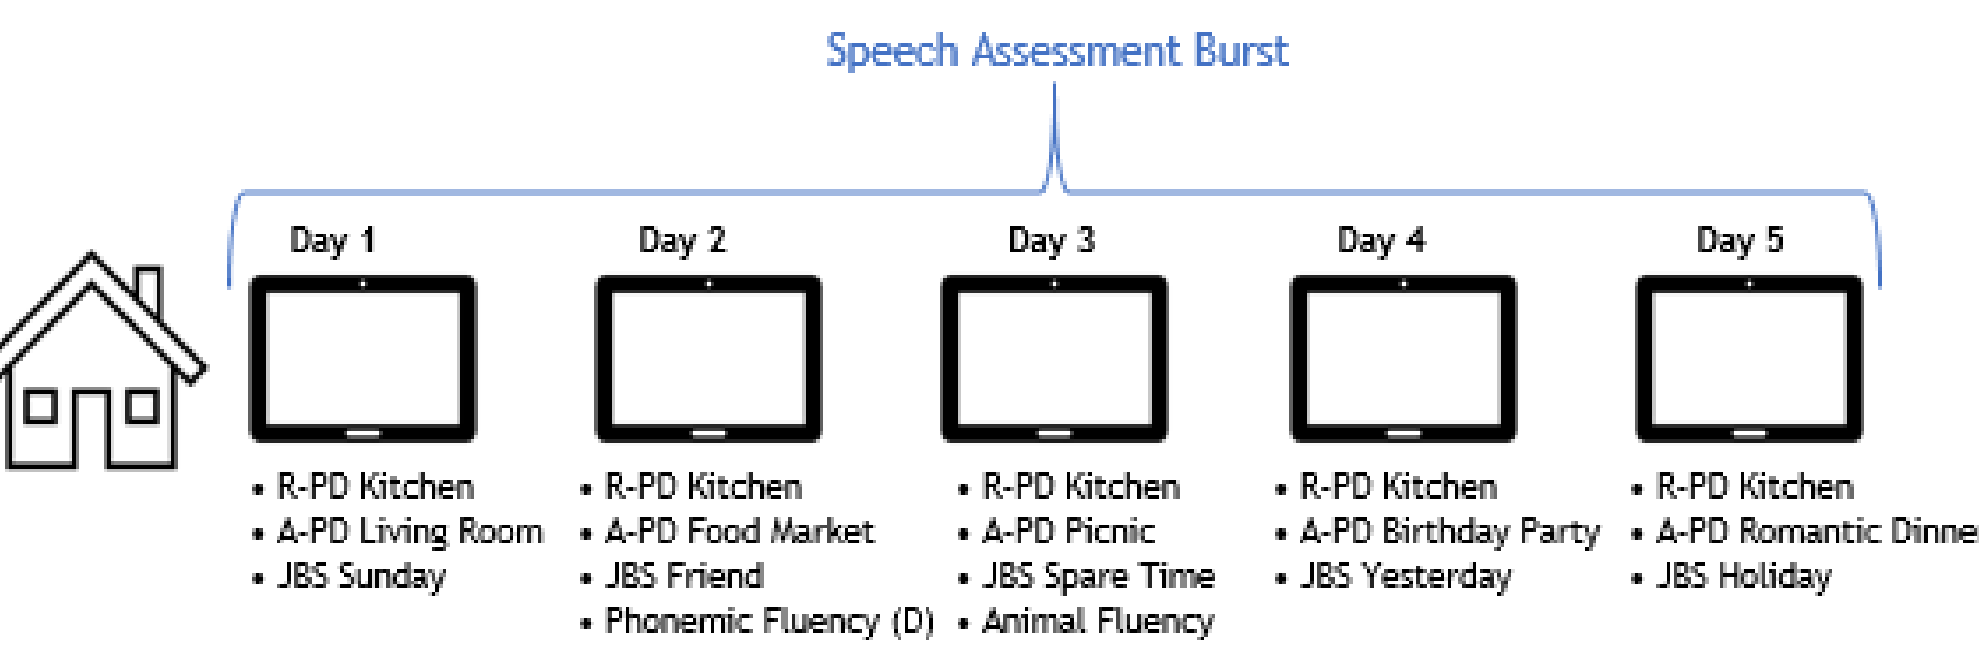 Speech Assessment Burst
Day 1
Day 2
Day 3
Day 4
Day 5
• R-PD Kitchen
• A-PD Living Room
• JBS Sunday
• R-PD Kitchen
• A-PD Food Market
• JBS Friend
• Phonemic Fluency (D)
• R-PD Kitchen
• A-PD Picnic
• JBS Spare Time
• Animal Fluency
• R-PD Kitchen
• A-PD Birthday Party
• JBS Yesterday
• R-PD Kitchen
• A-PD Romantic Dinne
• JBS Holiday